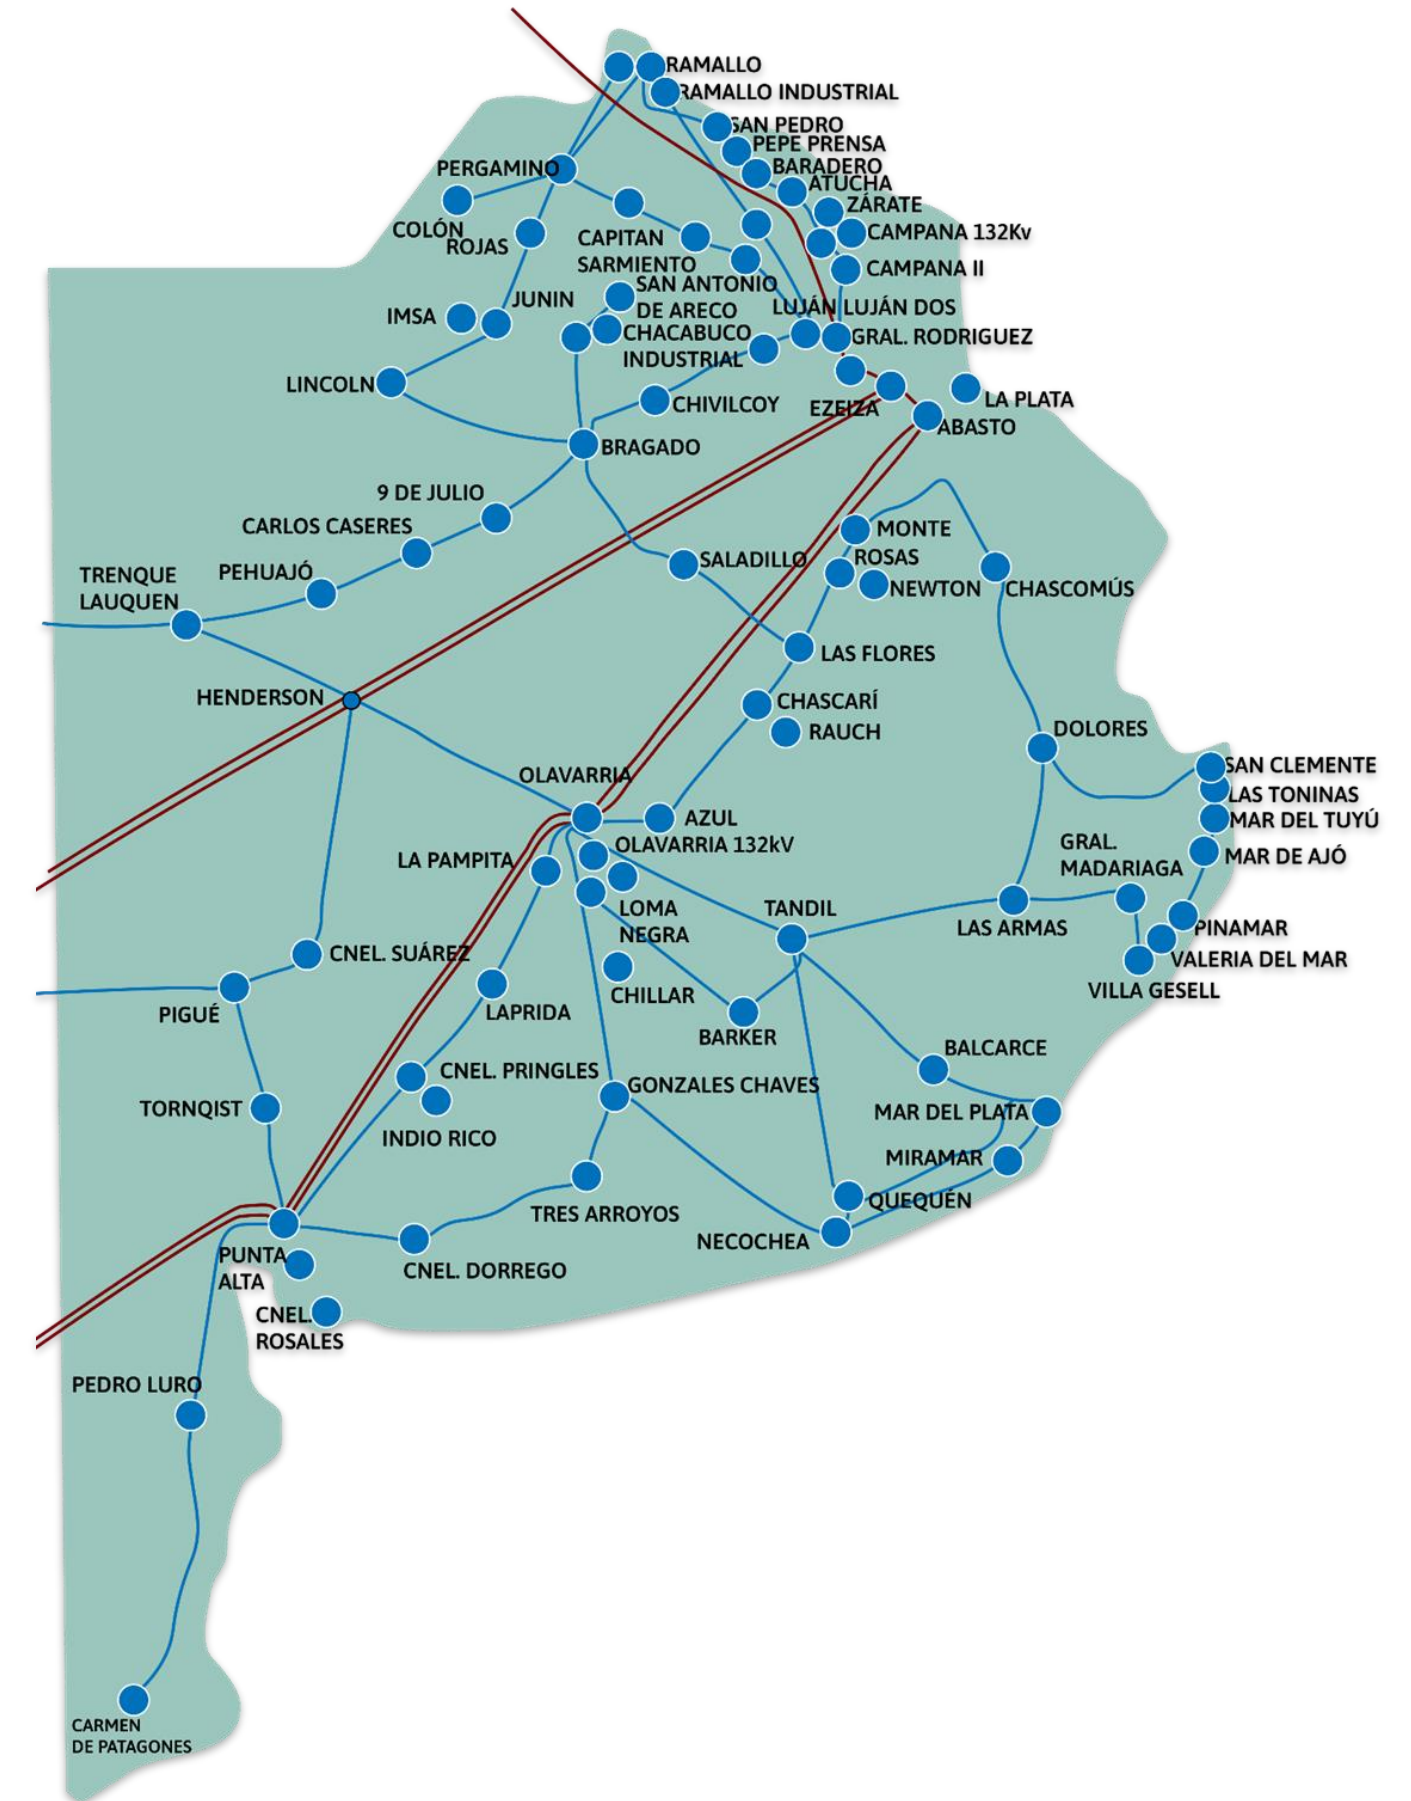 RAMALLO
RAMALLO INDUSTRIAL
SAN PEDRO
PEPE PRENSA
BARADERO
PERGAMINO
ATUCHA
ZÁRATE
COLÓN
ROJAS
CAPITAN
SARMIENTO
CAMPANA 132Kv
CAMPANA II
SAN ANTONIO
DE ARECO
JUNIN
IMSA
LUJÁN
LUJÁN DOS
CHACABUCO
INDUSTRIAL
GRAL. RODRIGUEZ
LINCOLN
CHIVILCOY
EZEIZA
LA PLATA
ABASTO
BRAGADO
9 DE JULIO
CARLOS CASERES
MONTE
PEHUAJÓ
SALADILLO
ROSAS
TRENQUE
LAUQUEN
NEWTON
CHASCOMÚS
LAS FLORES
HENDERSON
CHASCARÍ
RAUCH
DOLORES
SAN CLEMENTE
OLAVARRIA
LAS TONINAS
AZUL
MAR DEL TUYÚ
OLAVARRIA 132kV
GRAL.
MADARIAGA
LA PAMPITA
MAR DE AJÓ
LOMA
NEGRA
TANDIL
LAS ARMAS
PINAMAR
CNEL. SUÁREZ
VALERIA DEL MAR
CHILLAR
VILLA GESELL
PIGUÉ
LAPRIDA
BARKER
BALCARCE
CNEL. PRINGLES
GONZALES CHAVES
TORNQIST
MAR DEL PLATA
INDIO RICO
MIRAMAR
QUEQUÉN
TRES ARROYOS
NECOCHEA
PUNTA
ALTA
CNEL. DORREGO
CNEL.
ROSALES
PEDRO LURO
CARMEN
DE PATAGONES